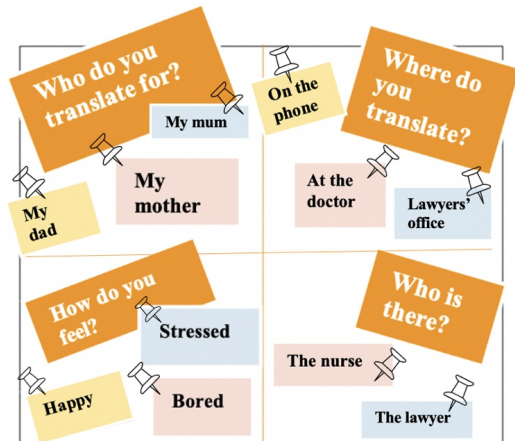 Who do you
translate for?
My mum
My
mother
My
dad
On the
phone
Where do
you
translate?
At the
doctor
Lawyers'
office
How do you
feel?
Stressed
Happy
Bored
Who is
there?
The nurse
The lawyer